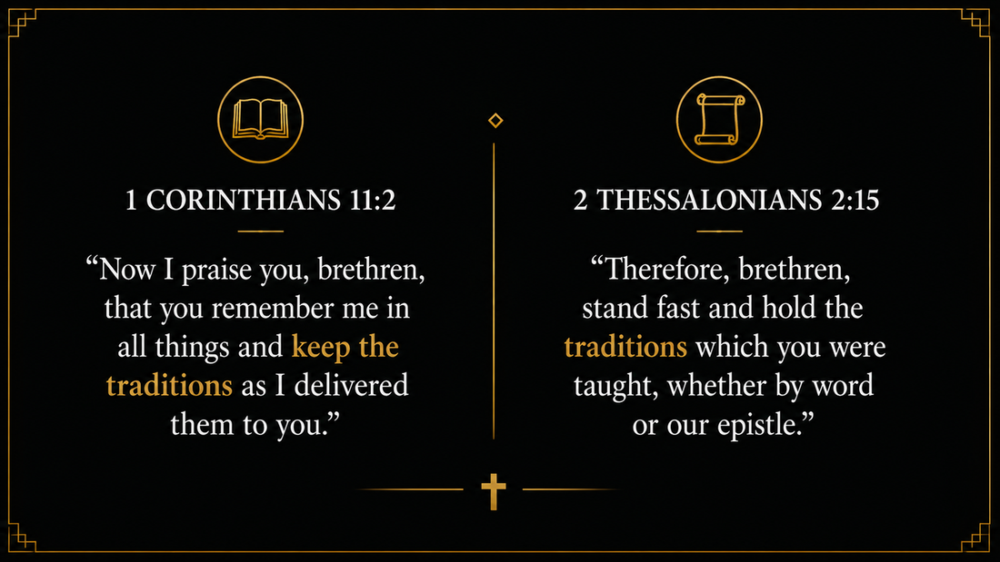 1 CORINTHIANS 11:2
“Now I praise you, brethren,
that you remember me in
all things and keep the
traditions as I delivered
them to you.”
2 THESSALONIANS 2:15
“Therefore, brethren,
stand fast and hold the
traditions which you were
taught, whether by word
or our epistle.”